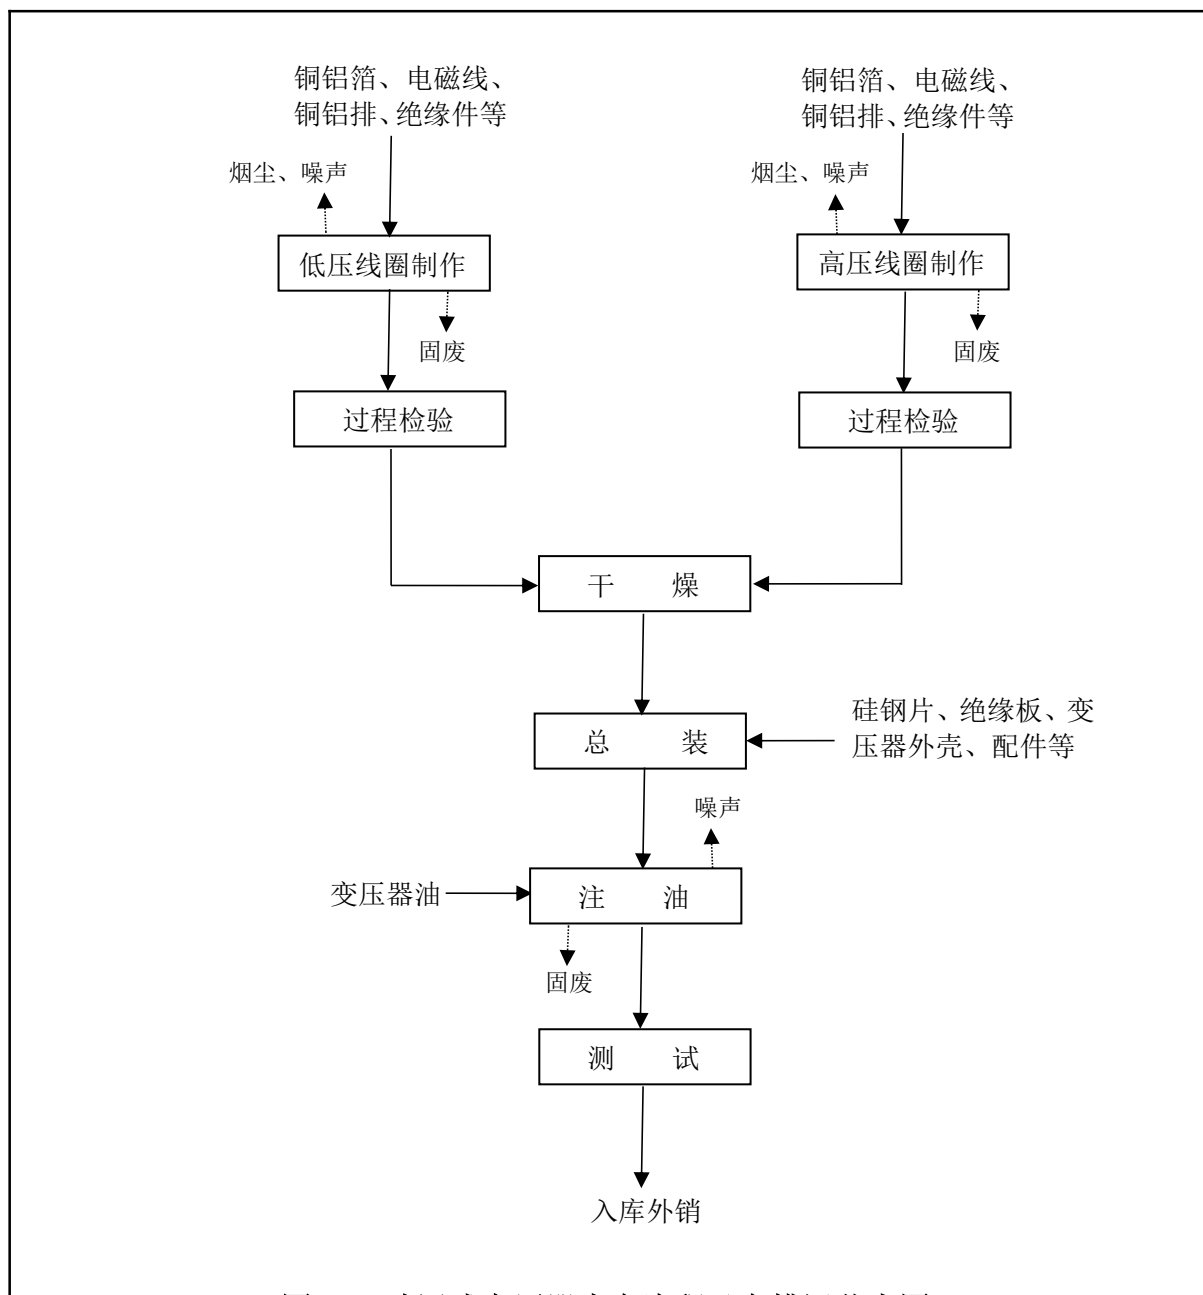 铜铝箔、电磁线、
铜铝排、绝缘件等
铜铝箔、电磁线、
铜铝排、绝缘件等
烟尘、噪声
烟尘、噪声
低压线圈制作
高压线圈制作
固废
固废
过程检验
过程检验
干 燥
硅钢片、绝缘板、变
压器外壳、配件等
总 装
噪声
变压器油
注 油
固废
测 试
入库外销